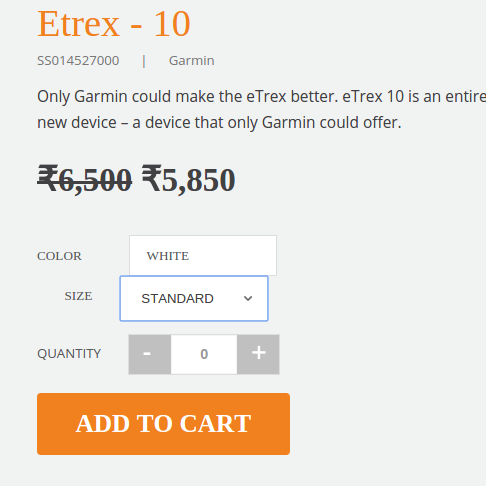 Etrex - 10
SS014527000 | Garmin
Only Garmin could make the eTrex better. eTrex 10 is an entire
new device – a device that only Garmin could offer.
₹6,500 ₹5,850
COLOR WHITE
SIZE STANDARD
QUANTITY - 0 +
ADD TO CART